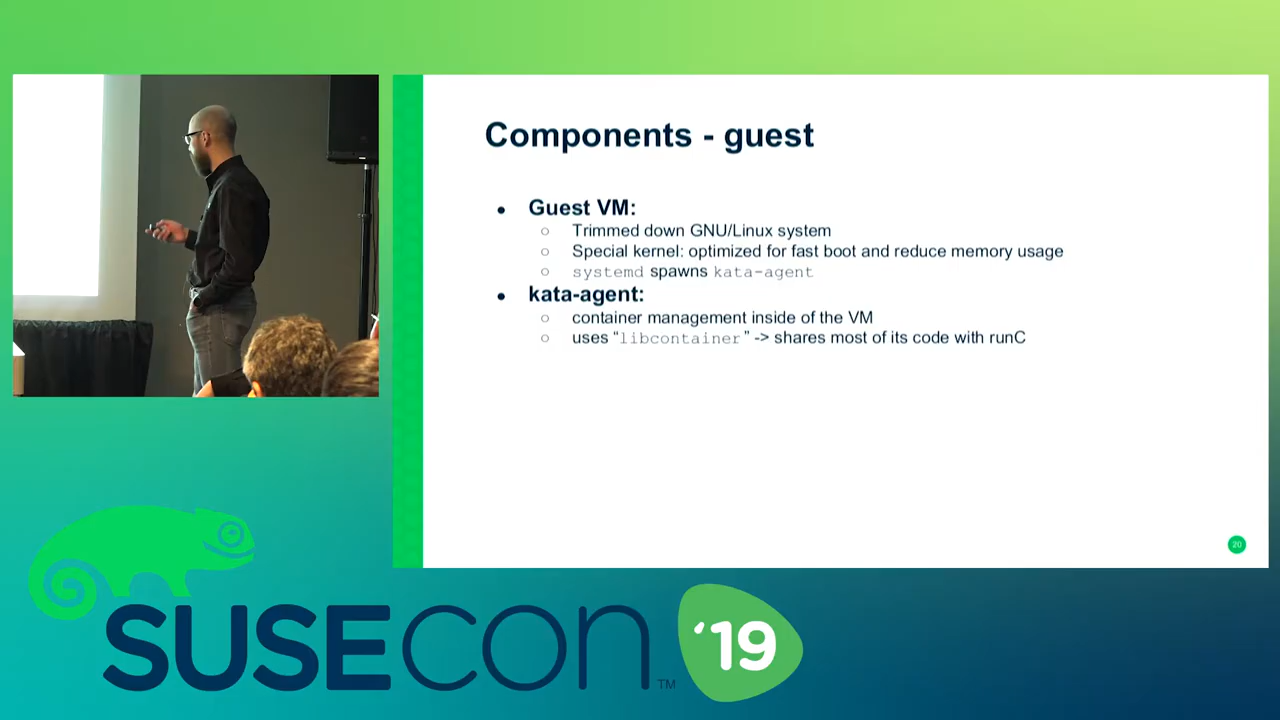 Components - guest
● Guest VM:
○ Trimmed down GNU/Linux system
○ Special kernel: optimized for fast boot and reduce memory usage
○ systemd spawns kata-agent
● kata-agent:
○ container management inside of the VM
○ uses “libcontainer” -> shares most of its code with runC
20
SUSECON™ ‘19